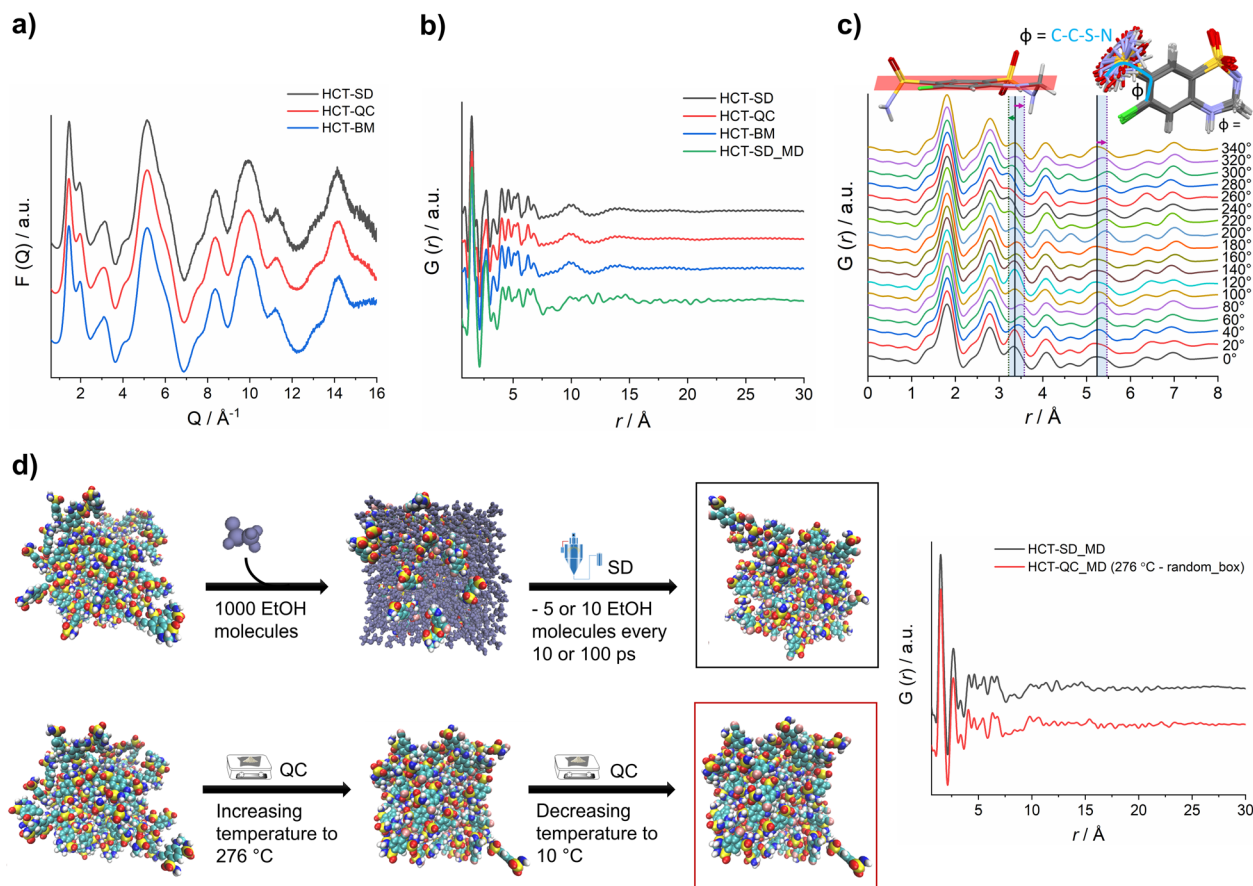 a)
HCT-SD
HCT-QC
HCT-BM
F (Q) / a.u.
2 4 6 8 10 12 14 16
Q / Å⁻¹
b)
HCT-SD
HCT-QC
HCT-BM
HCT-SD_MD
G (r) / a.u.
5 10 15 20 25 30
r / Å
c)
ϕ = C-C-S-N
ϕ
ϕ =
340°
320°
300°
280°
260°
240°
220°
200°
180°
160°
140°
120°
100°
80°
60°
40°
20°
0°
G (r) / a.u.
0 1 2 3 4 5 6 7 8
r / Å
d)
1000 EtOH
molecules
SD
- 5 or 10 EtOH
molecules every
10 or 100 ps
QC
Increasing
temperature to
276 °C
QC
Decreasing
temperature to
10 °C
HCT-SD_MD
HCT-QC_MD (276 °C - random_box)
G (r) / a.u.
5 10 15 20 25 30
r / Å